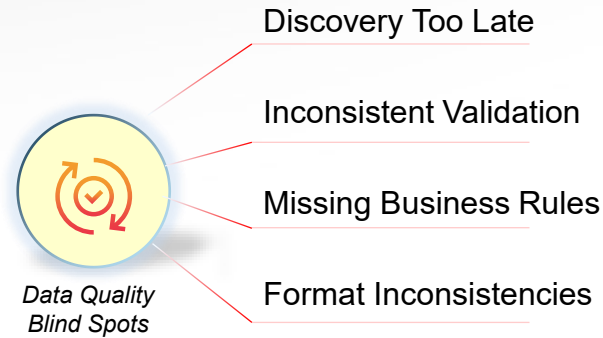 Discovery Too Late
Inconsistent Validation
Missing Business Rules
Format Inconsistencies
Data Quality
Blind Spots